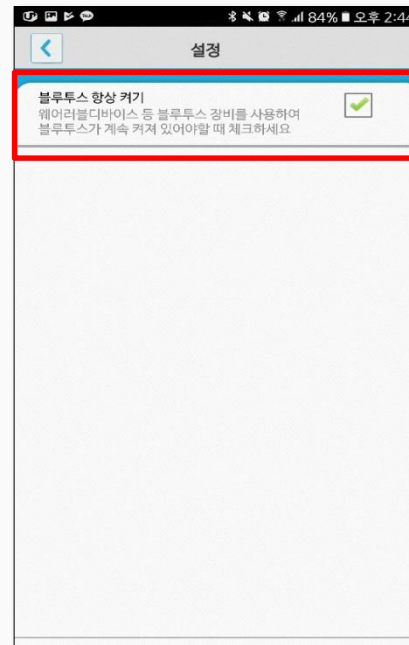 84% 오후 2:44
설정
블루투스 항상 켜기
웨어러블디바이스 등 블루투스 장비를 사용하여
블루투스가 계속 켜져 있어야할 때 체크하세요